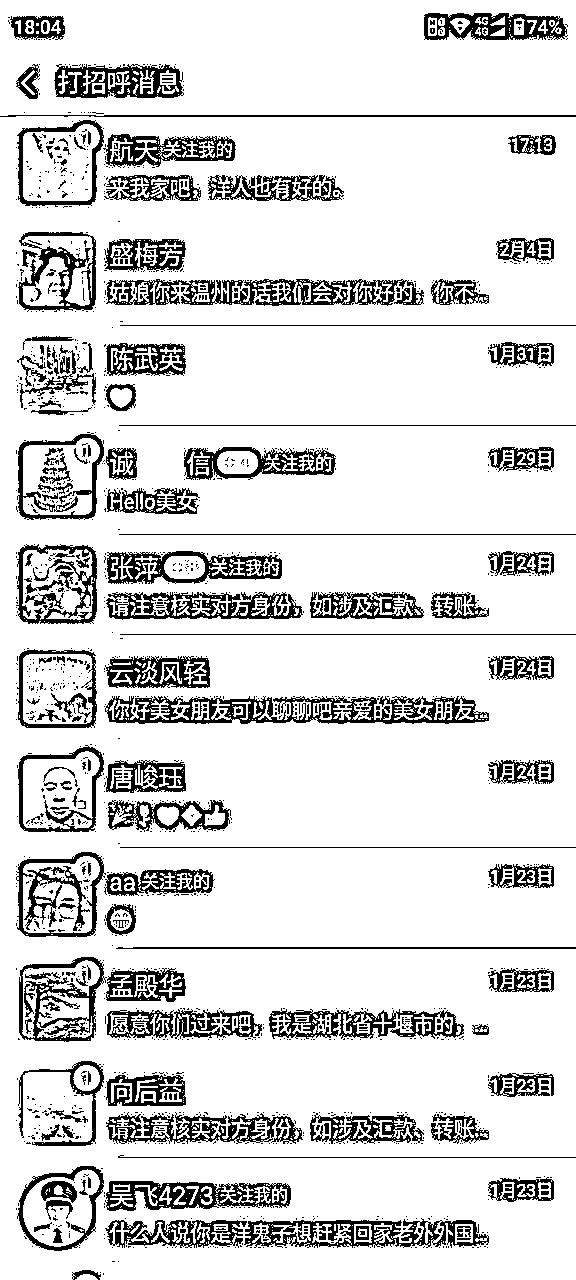 18:04 74%
打招呼消息
航天 关注我的 17:13
来我家吧，洋人也有好的。
盛梅芳 2月4日
姑娘你来温州的话我们会对你好的，你不...
陈武英 1月31日
诚 信 关注我的 1月29日
Hello美女
张萍 关注我的 1月24日
请注意核实对方身份，如涉及汇款、转账...
云淡风轻 1月24日
你好美女朋友可以聊聊吧亲爱的美女朋友...
唐峻珏 1月24日
aa 关注我的 1月23日
孟殿华 1月23日
愿意你们过来吧，我是湖北省十堰市的，...
向后益 1月23日
请注意核实对方身份，如涉及汇款、转账...
吴飞4273 关注我的 1月23日
什么人说你是洋鬼子想赶紧回家老外外国...